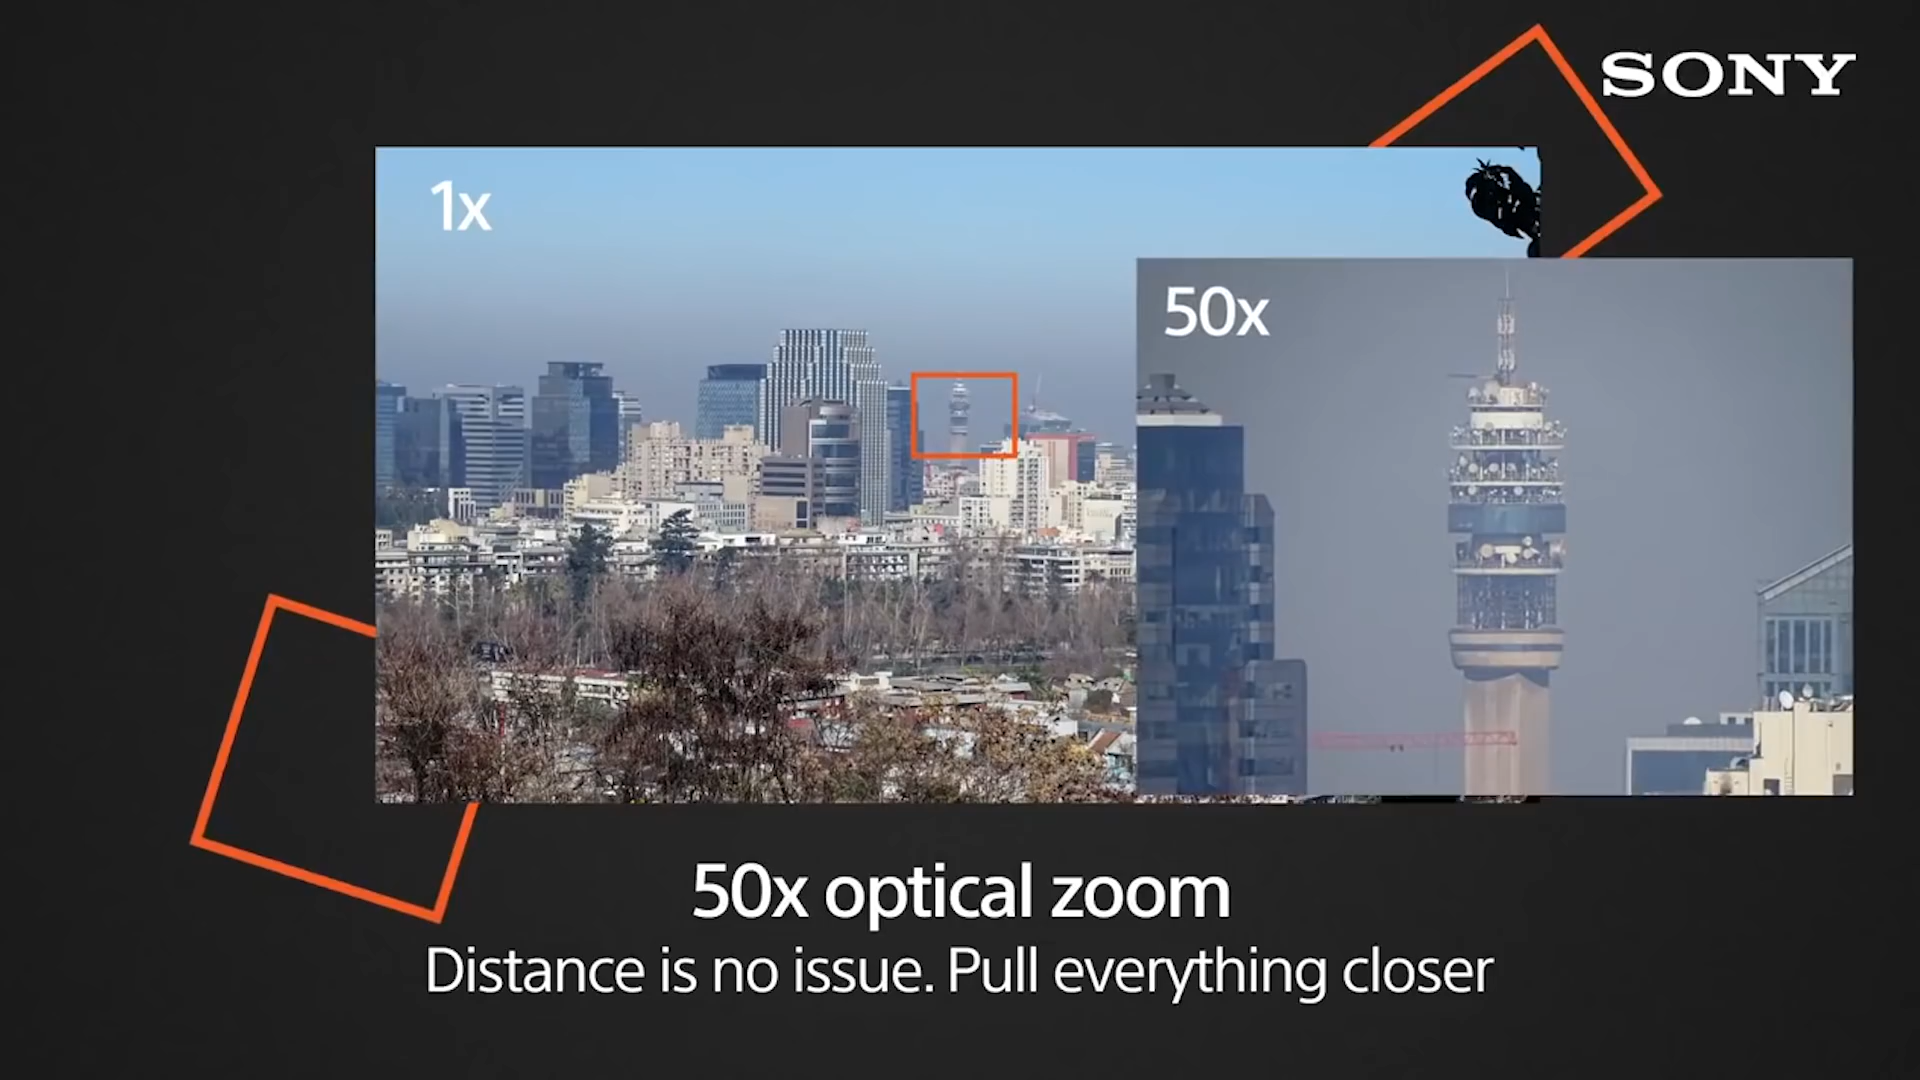 SONY
1x
50x
50x optical zoom
Distance is no issue. Pull everything closer